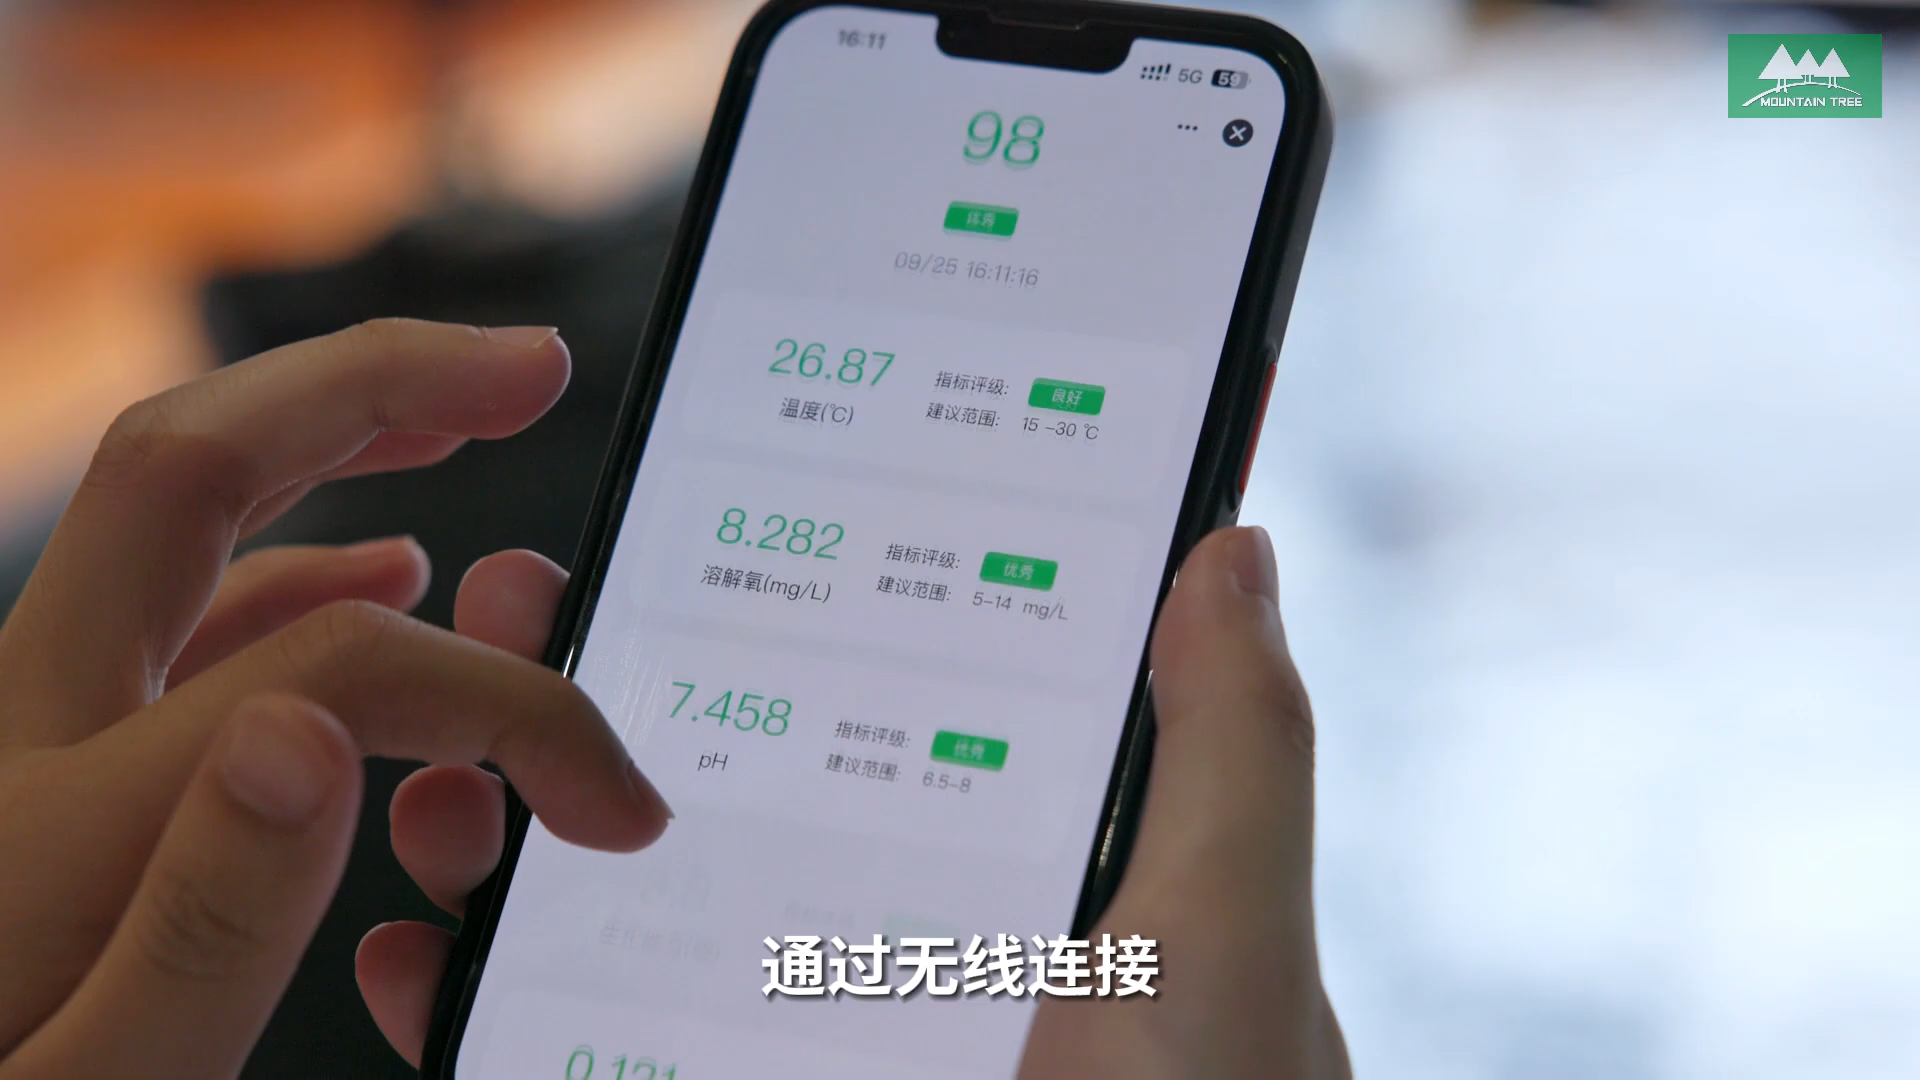 16:11
5G 59
MOUNTAIN TREE
98
优秀
09/25 16:11:16
26.87
温度(℃)
指标评级: 良好
建议范围: 15-30 ℃
8.282
溶解氧(mg/L)
指标评级: 优秀
建议范围: 5-14 mg/L
7.458
pH
指标评级: 优秀
建议范围: 6.5-8
通过无线连接
0.121